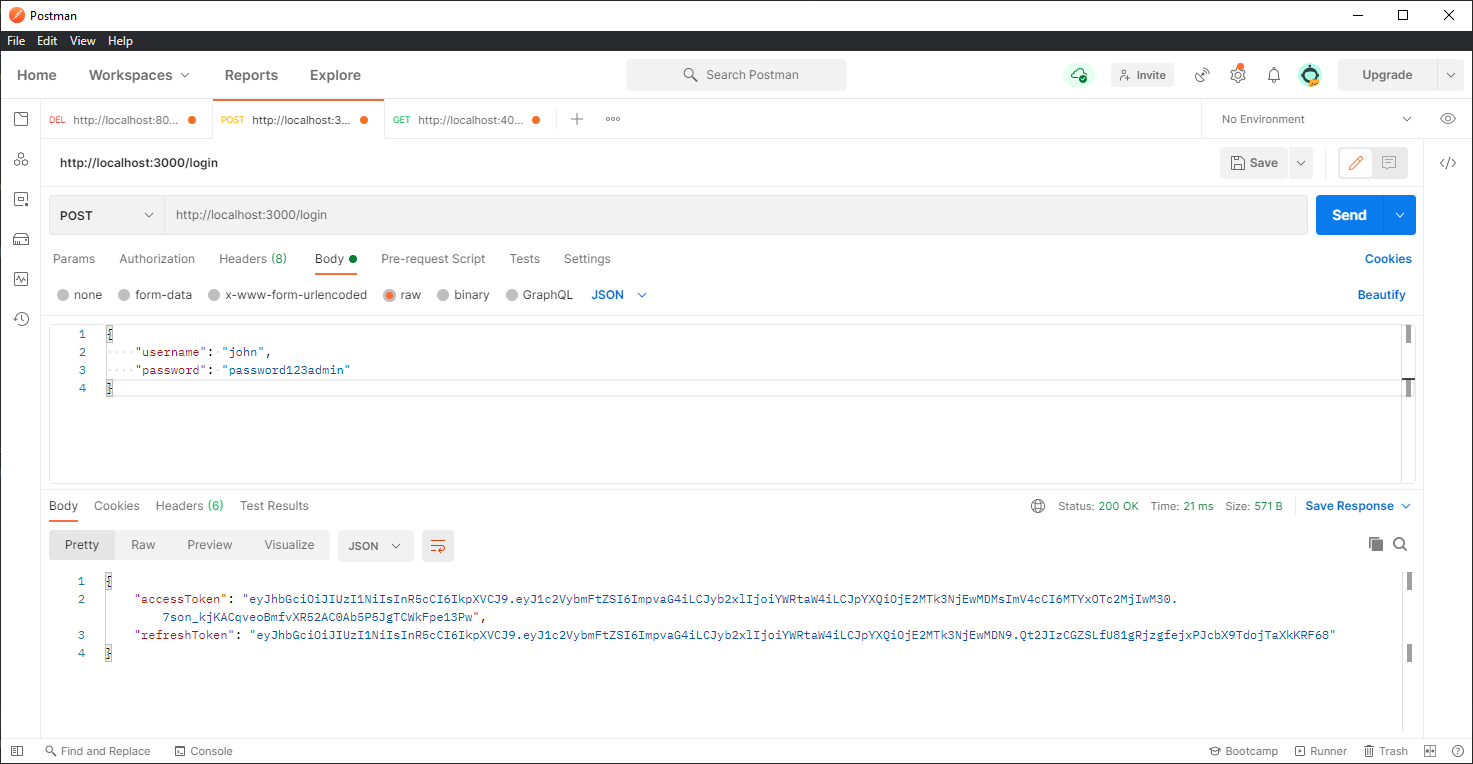 Postman
File Edit View Help
Home Workspaces Reports Explore Search Postman Invite Upgrade
DEL http://localhost:80... POST http://localhost:3... GET http://localhost:40... No Environment
http://localhost:3000/login Save
POST http://localhost:3000/login Send
Params Authorization Headers (8) Body Pre-request Script Tests Settings Cookies
none form-data x-www-form-urlencoded raw binary GraphQL JSON Beautify
1 {
2 "username": "john",
3 "password": "password123admin"
4 }
Body Cookies Headers (6) Test Results Status: 200 OK Time: 21 ms Size: 571 B Save Response
Pretty Raw Preview Visualize JSON
1 {
2 "accessToken": "eyJhbGciOiJIUzI1NiIsInR5cCI6IkpXVCJ9.eyJ1c2VybmFtZSI6ImpvaG4iLCJyb2xlIjoiYWRtaW4iLCJpYXQiOjE2MTk3NjEwMDMsImV4cCI6MTYxOTc2MjIwM30.
7son_kjKACqveoBmfvXR52AC0Ab5P5JgTCWkFpe13Pw",
3 "refreshToken": "eyJhbGciOiJIUzI1NiIsInR5cCI6IkpXVCJ9.eyJ1c2VybmFtZSI6ImpvaG4iLCJyb2xlIjoiYWRtaW4iLCJpYXQiOjE2MTk3NjEwMDN9.Qt2JIzCGZSLfU81gRjzgfejxPJcbX9TdojTaXkKRF68"
4 }
Find and Replace Console Bootcamp Runner Trash